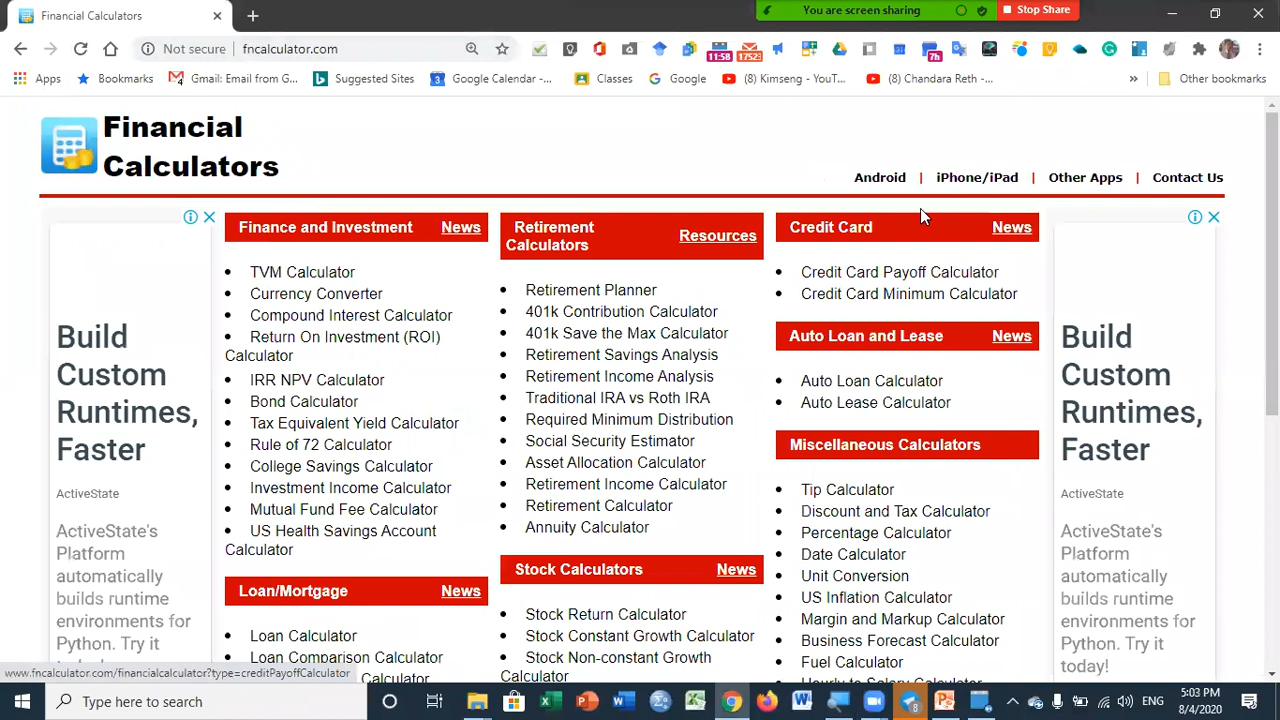 Financial Calculators
You are screen sharing
Stop Share
Not secure
fncalculator.com
11:58
17523
7h
Apps
Bookmarks
Gmail: Email from G...
Suggested Sites
Google Calendar -...
Classes
Google
(8) Kimseng - YouT...
(8) Chandara Reth -...
Other bookmarks
Financial
Calculators
Android | iPhone/iPad | Other Apps | Contact Us
Build
Custom
Runtimes,
Faster
ActiveState
ActiveState's
Platform
automatically
builds runtime
environments for
Python. Try it
Finance and Investment News
TVM Calculator
Currency Converter
Compound Interest Calculator
Return On Investment (ROI)
Calculator
IRR NPV Calculator
Bond Calculator
Tax Equivalent Yield Calculator
Rule of 72 Calculator
College Savings Calculator
Investment Income Calculator
Mutual Fund Fee Calculator
US Health Savings Account
Calculator
Loan/Mortgage News
Loan Calculator
Loan Comparison Calculator
Calculator
Retirement
Calculators
Resources
Retirement Planner
401k Contribution Calculator
401k Save the Max Calculator
Retirement Savings Analysis
Retirement Income Analysis
Traditional IRA vs Roth IRA
Required Minimum Distribution
Social Security Estimator
Asset Allocation Calculator
Retirement Income Calculator
Retirement Calculator
Annuity Calculator
Stock Calculators News
Stock Return Calculator
Stock Constant Growth Calculator
Stock Non-constant Growth
Calculator
Credit Card News
Credit Card Payoff Calculator
Credit Card Minimum Calculator
Auto Loan and Lease News
Auto Loan Calculator
Auto Lease Calculator
Miscellaneous Calculators
Tip Calculator
Discount and Tax Calculator
Percentage Calculator
Date Calculator
Unit Conversion
US Inflation Calculator
Margin and Markup Calculator
Business Forecast Calculator
Fuel Calculator
Hourly to Salary Calculator
Build
Custom
Runtimes,
Faster
ActiveState
ActiveState's
Platform
automatically
builds runtime
environments for
Python. Try it
today!
www.fncalculator.com/financialcalculator?type=creditPayoffCalculator
Type here to search
ENG
5:03 PM
8/4/2020